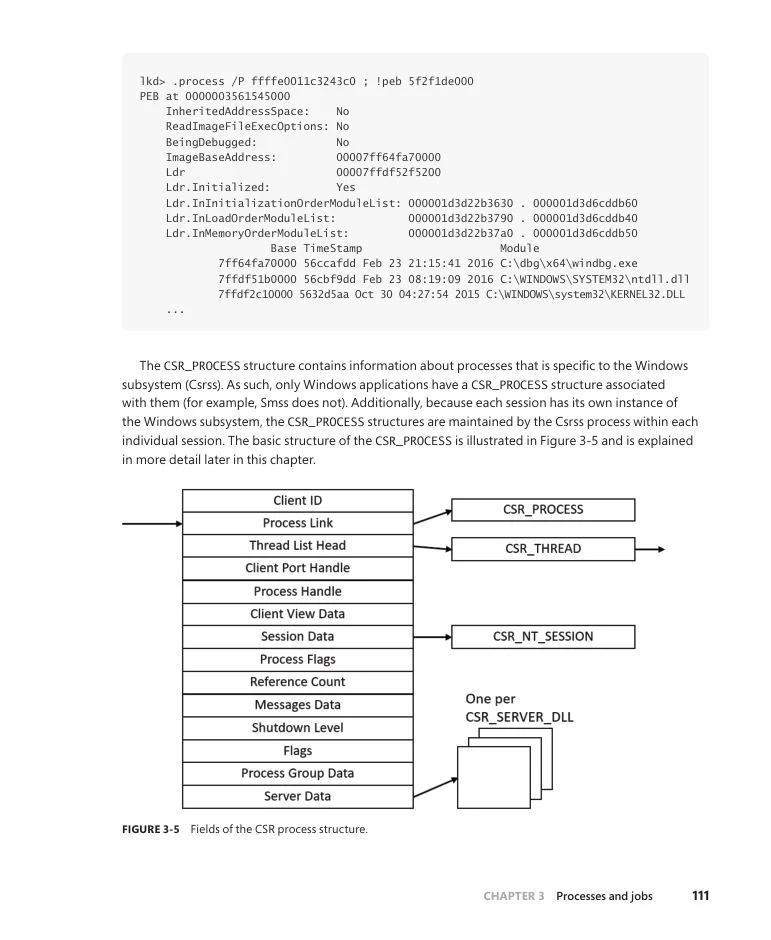 lkd> .process /P ffffe0011c3243c0 ; !peb 5f2f1de000
PEB at 0000003561545000
    InheritedAddressSpace:    No
    ReadImageFileExecOptions: No
    BeingDebugged:            No
    ImageBaseAddress:         00007ff64fa70000
    Ldr                       00007ffdf52f5200
    Ldr.Initialized:          Yes
    Ldr.InInitializationOrderModuleList: 000001d3d22b3630 . 000001d3d6cddb60
    Ldr.InLoadOrderModuleList:           000001d3d22b3790 . 000001d3d6cddb40
    Ldr.InMemoryOrderModuleList:         000001d3d22b37a0 . 000001d3d6cddb50
                    Base TimeStamp                     Module
            7ff64fa70000 56ccafdd Feb 23 21:15:41 2016 C:\dbg\x64\windbg.exe
            7ffdf51b0000 56cbf9dd Feb 23 08:19:09 2016 C:\WINDOWS\SYSTEM32\ntdll.dll
            7ffdf2c10000 5632d5aa Oct 30 04:27:54 2015 C:\WINDOWS\system32\KERNEL32.DLL
    ...
The CSR_PROCESS structure contains information about processes that is specific to the Windows
subsystem (Csrss). As such, only Windows applications have a CSR_PROCESS structure associated
with them (for example, Smss does not). Additionally, because each session has its own instance of
the Windows subsystem, the CSR_PROCESS structures are maintained by the Csrss process within each
individual session. The basic structure of the CSR_PROCESS is illustrated in Figure 3-5 and is explained
in more detail later in this chapter.
Client ID
Process Link
Thread List Head
Client Port Handle
Process Handle
Client View Data
Session Data
Process Flags
Reference Count
Messages Data
Shutdown Level
Flags
Process Group Data
Server Data
CSR_PROCESS
CSR_THREAD
CSR_NT_SESSION
One per
CSR_SERVER_DLL
FIGURE 3-5 Fields of the CSR process structure.
CHAPTER 3 Processes and jobs 111